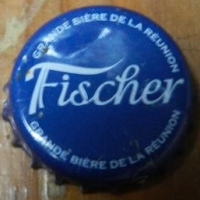 GRANDE BIÈRE DE LA RÉUNION
Fischer
GRANDE BIÈRE DE LA RÉUNION